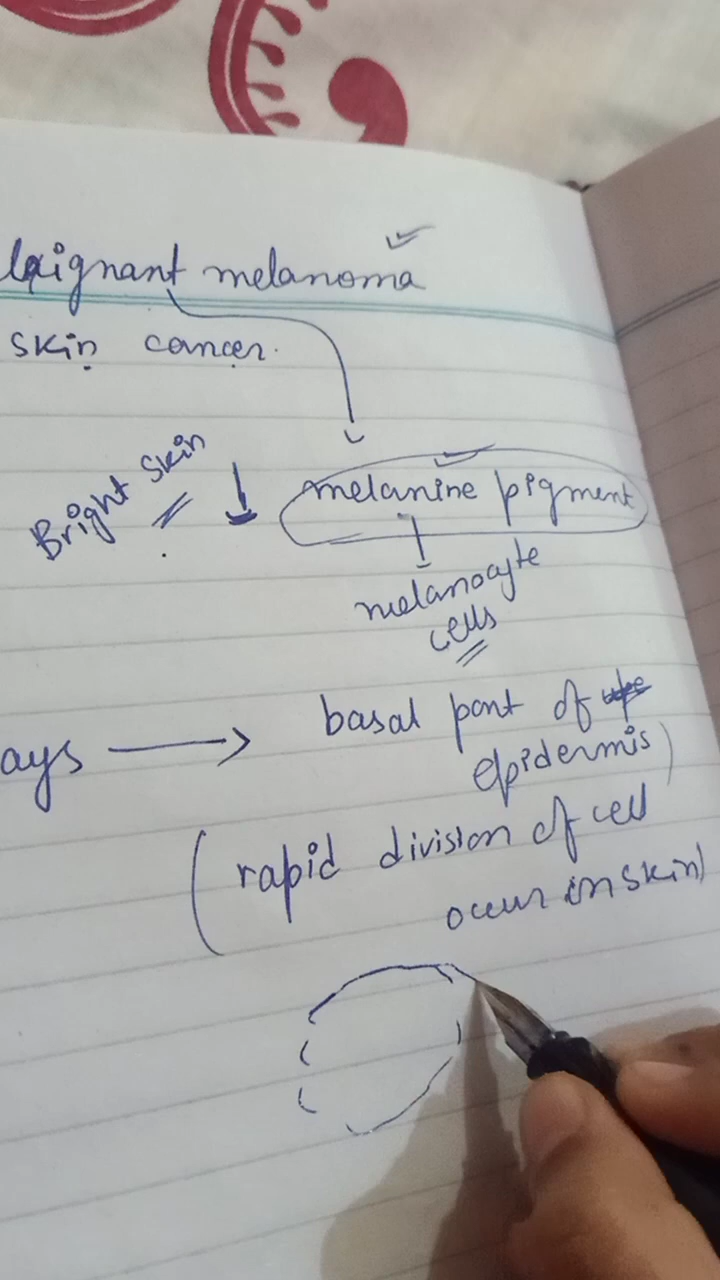 lignant melanoma
skin cancer.
Bright skin
melanine pigment
melanocyte
cells
ays → basal part of
epidermis)
(rapid division of cell
occur in skin)